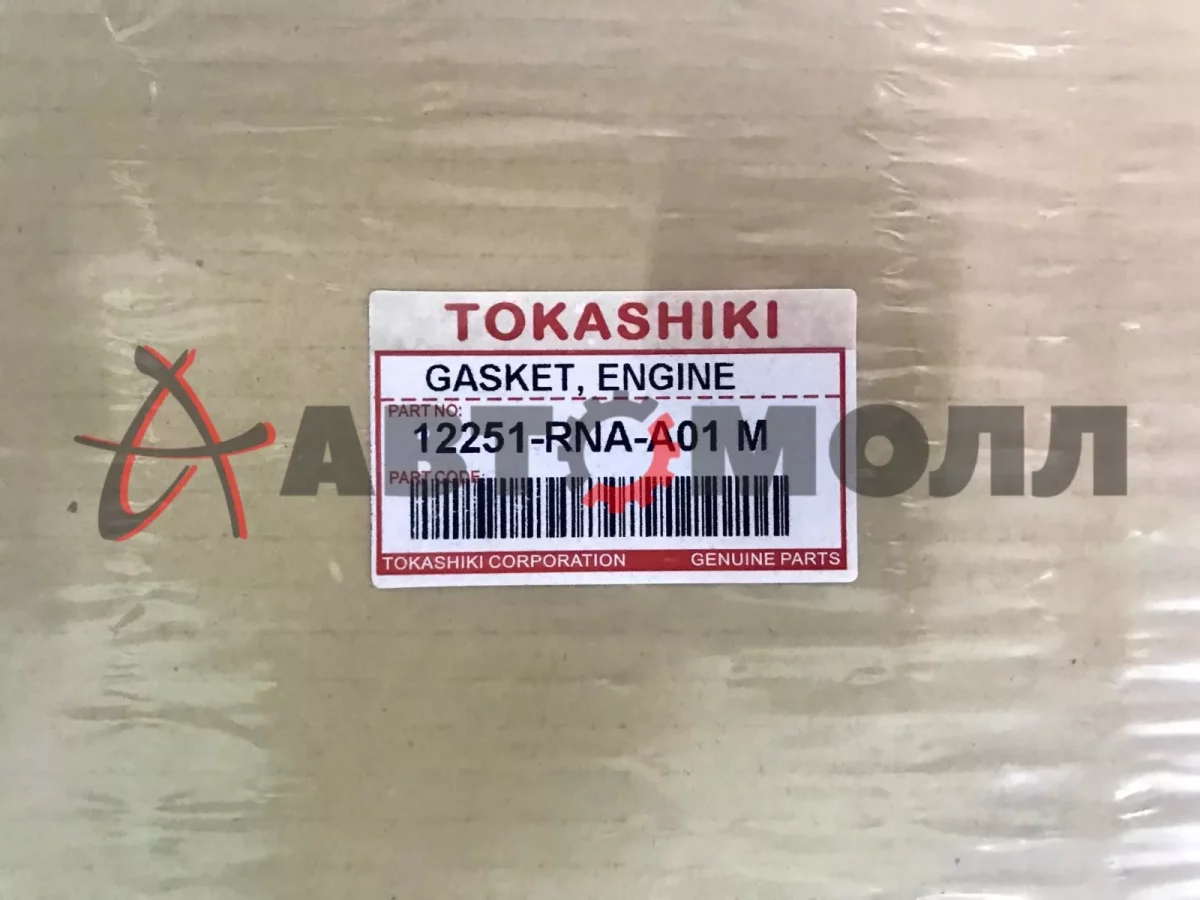 TOKASHIKI
GASKET, ENGINE
PART NO:
12251-RNA-A01 M
АВТОМОЛЛ
PART CODE:
TOKASHIKI CORPORATION GENUINE PARTS